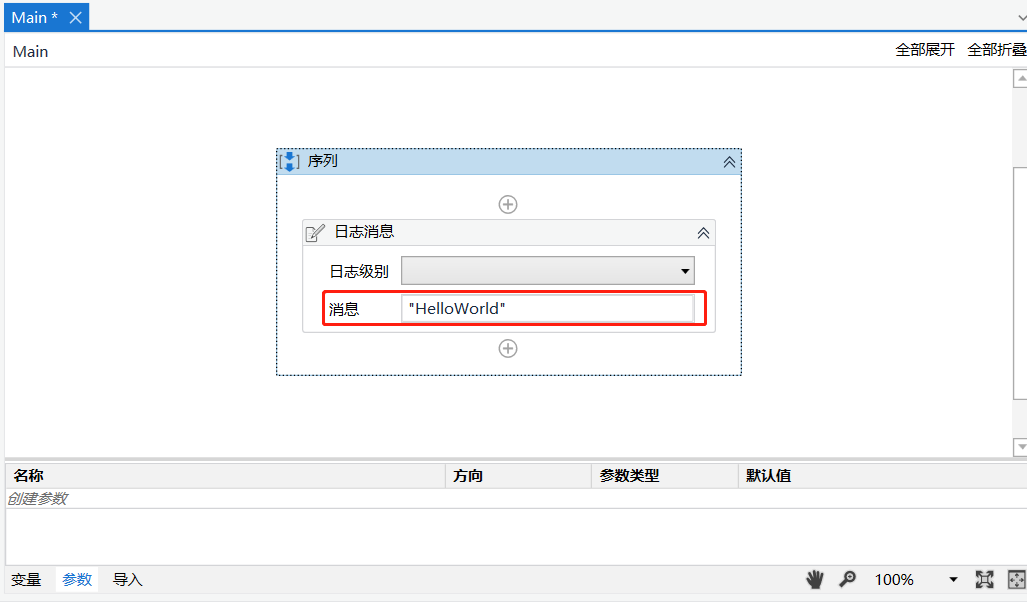 Main *
Main 全部展开 全部折叠
序列
日志消息
日志级别
消息 "HelloWorld"
名称 方向 参数类型 默认值
创建参数
变量 参数 导入 100%